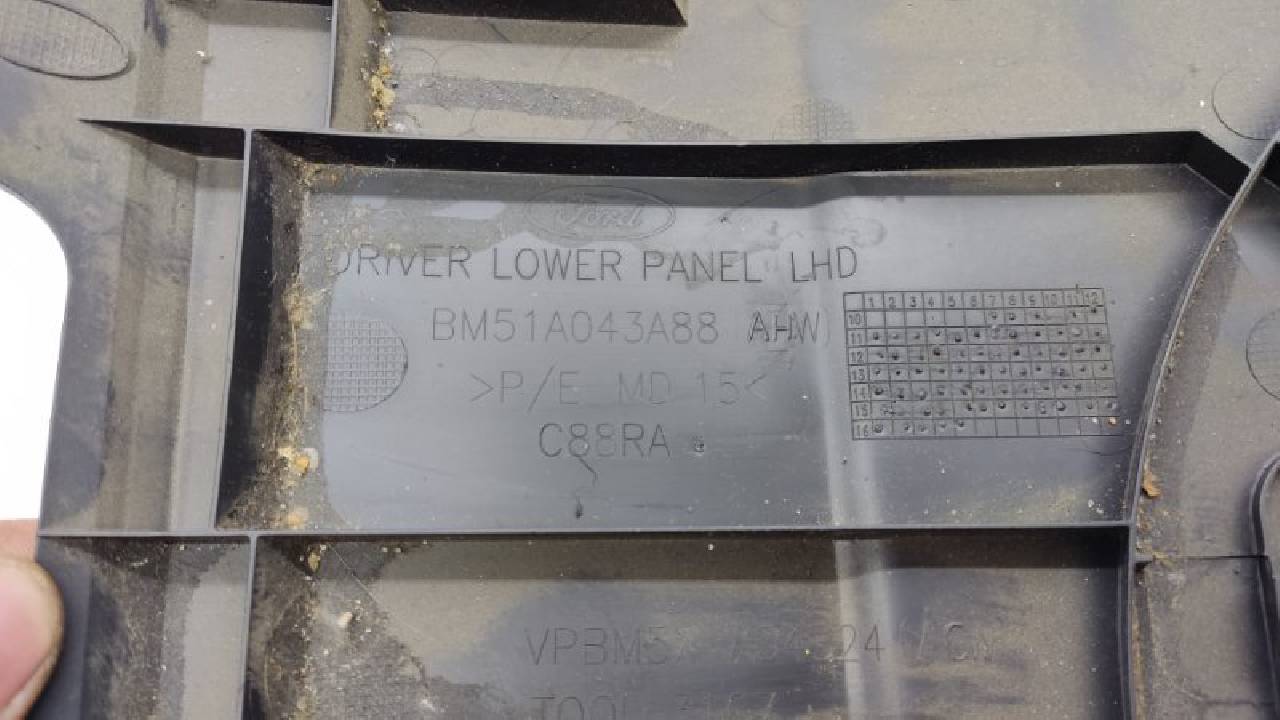 Ford
DRIVER LOWER PANEL LHD
BM51A043A88 AHW
>P/E MD 15<
C88RA
1 2 3 4 5 6 7 8 9 10 11 12
10
11
12
13
14
15
16